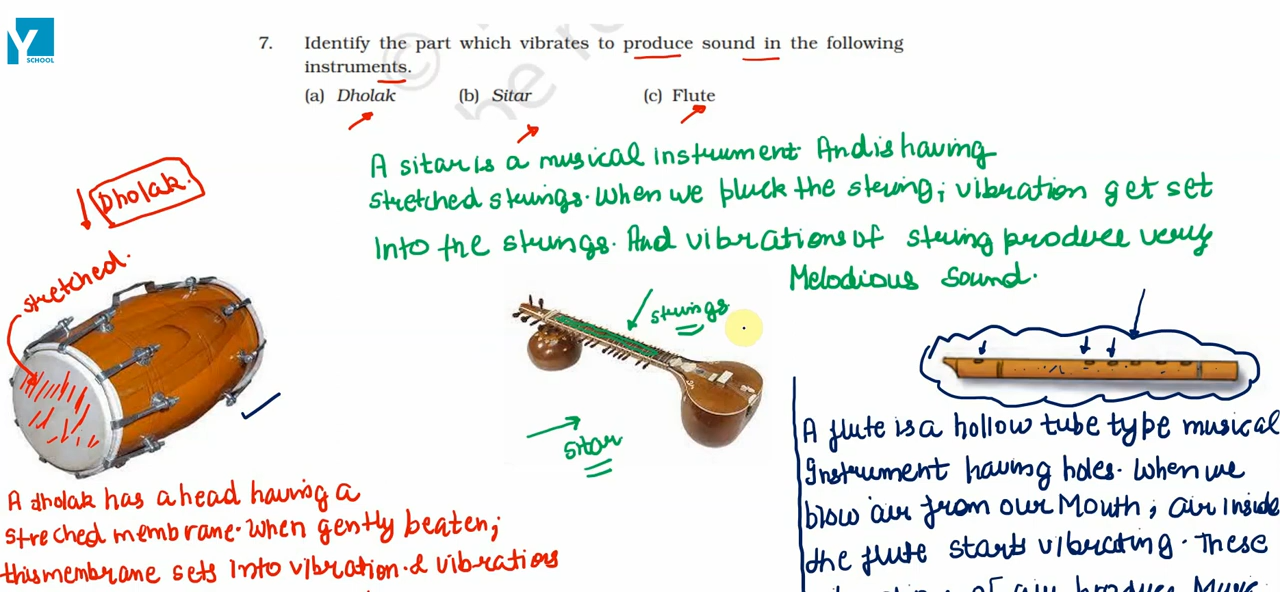 Y
SCHOOL
7. Identify the part which vibrates to produce sound in the following
instruments.
(a) Dholak (b) Sitar (c) Flute
A sitar is a musical instrument And is having
stretched strings. When we pluck the string; vibration get set
Into the strings. And vibrations of string produce very
Melodious Sound.
Dholak.
stretched.
strings
sitar
A dholak has a head having a
streched membrane. When gently beaten;
this membrane sets into vibration. & vibrations
A flute is a hollow tube type musical
Instrument having holes. When we
blow air from our Mouth; air inside
the flute starts vibrating. These
of air produce